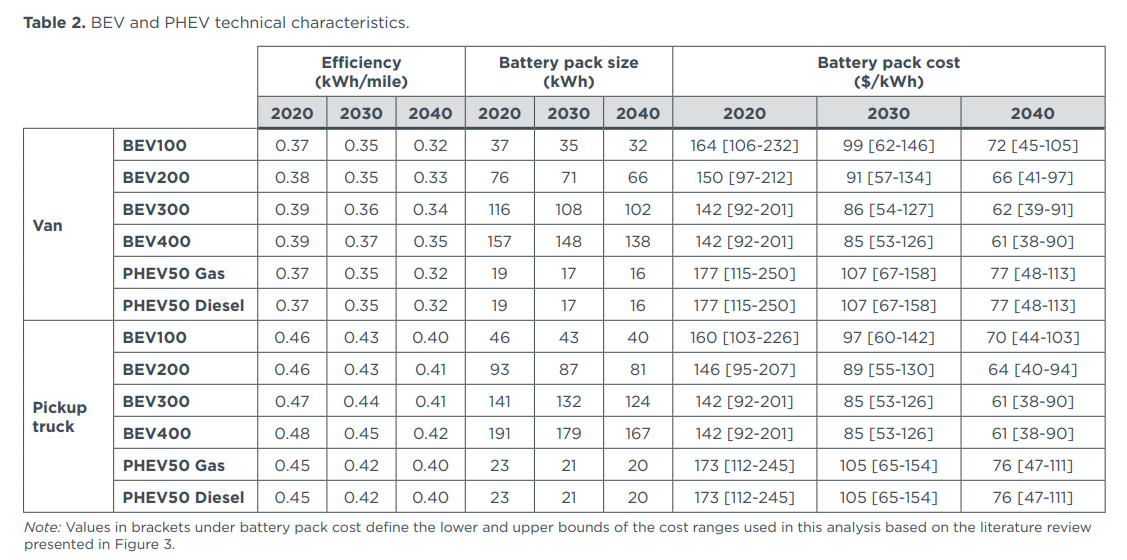 Table 2. BEV and PHEV technical characteristics.
Efficiency (kWh/mile) Battery pack size (kWh) Battery pack cost ($/kWh)
2020 2030 2040 2020 2030 2040 2020 2030 2040
Van
BEV100 0.37 0.35 0.32 37 35 32 164 [106-232] 99 [62-146] 72 [45-105]
BEV200 0.38 0.35 0.33 76 71 66 150 [97-212] 91 [57-134] 66 [41-97]
BEV300 0.39 0.36 0.34 116 108 102 142 [92-201] 86 [54-127] 62 [39-91]
BEV400 0.39 0.37 0.35 157 148 138 142 [92-201] 85 [53-126] 61 [38-90]
PHEV50 Gas 0.37 0.35 0.32 19 17 16 177 [115-250] 107 [67-158] 77 [48-113]
PHEV50 Diesel 0.37 0.35 0.32 19 17 16 177 [115-250] 107 [67-158] 77 [48-113]
Pickup truck
BEV100 0.46 0.43 0.40 46 43 40 160 [103-226] 97 [60-142] 70 [44-103]
BEV200 0.46 0.43 0.41 93 87 81 146 [95-207] 89 [55-130] 64 [40-94]
BEV300 0.47 0.44 0.41 141 132 124 142 [92-201] 85 [53-126] 61 [38-90]
BEV400 0.48 0.45 0.42 191 179 167 142 [92-201] 85 [53-126] 61 [38-90]
PHEV50 Gas 0.45 0.42 0.40 23 21 20 173 [112-245] 105 [65-154] 76 [47-111]
PHEV50 Diesel 0.45 0.42 0.40 23 21 20 173 [112-245] 105 [65-154] 76 [47-111]
Note: Values in brackets under battery pack cost define the lower and upper bounds of the cost ranges used in this analysis based on the literature review
presented in Figure 3.